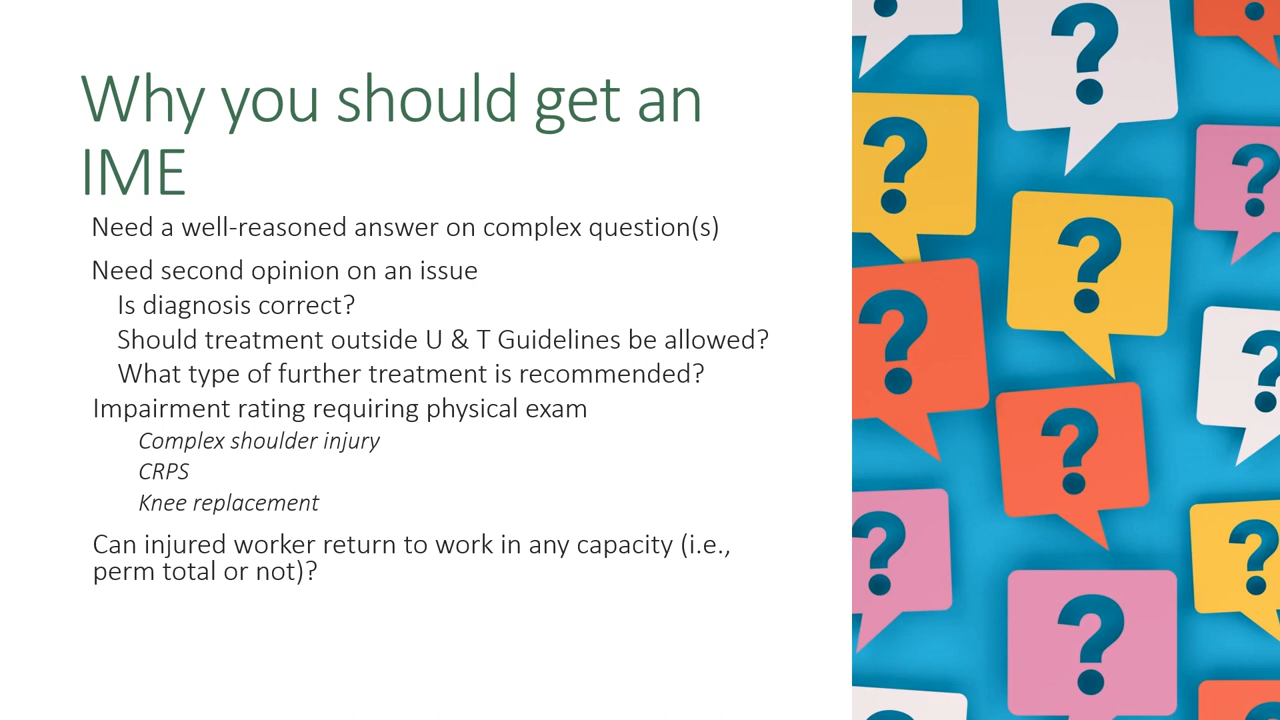 Why you should get an
IME
Need a well-reasoned answer on complex question(s)
Need second opinion on an issue
Is diagnosis correct?
Should treatment outside U & T Guidelines be allowed?
What type of further treatment is recommended?
Impairment rating requiring physical exam
Complex shoulder injury
CRPS
Knee replacement
Can injured worker return to work in any capacity (i.e.,
perm total or not)?
?
?
?
?
?
?
?
?
?
?
?